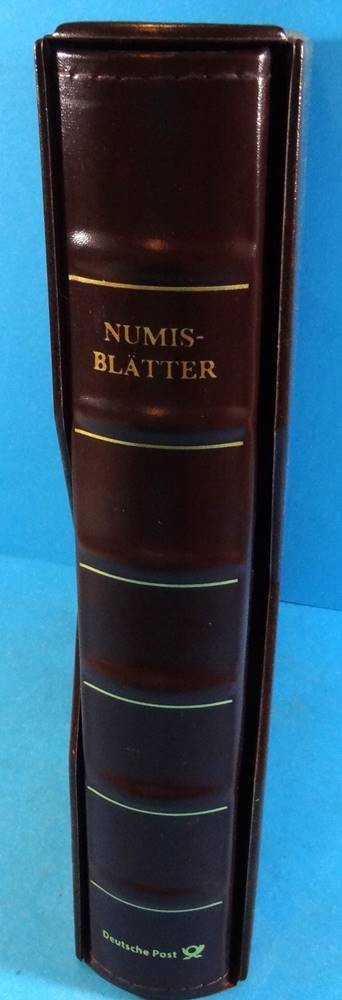 NUMIS-
BLÄTTER
Deutsche Post